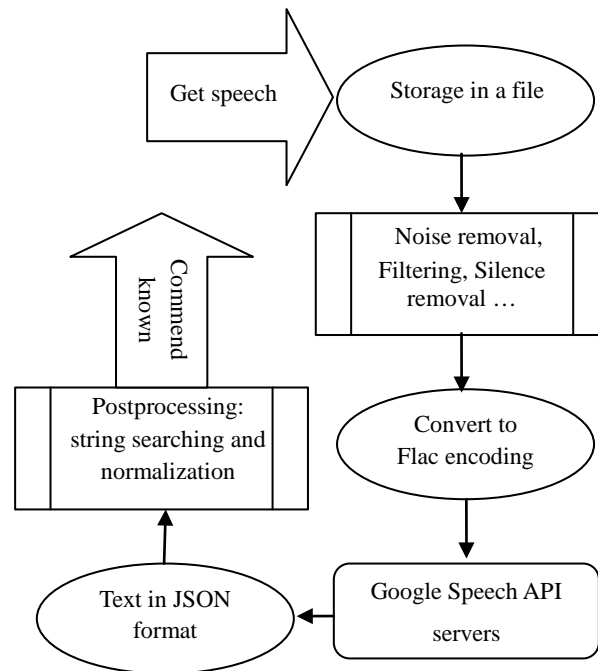 Get speech
Storage in a file
Noise removal,
Filtering, Silence
removal …
Convert to
Flac encoding
Google Speech API
servers
Text in JSON
format
Postprocessing:
string searching and
normalization
Commend
known